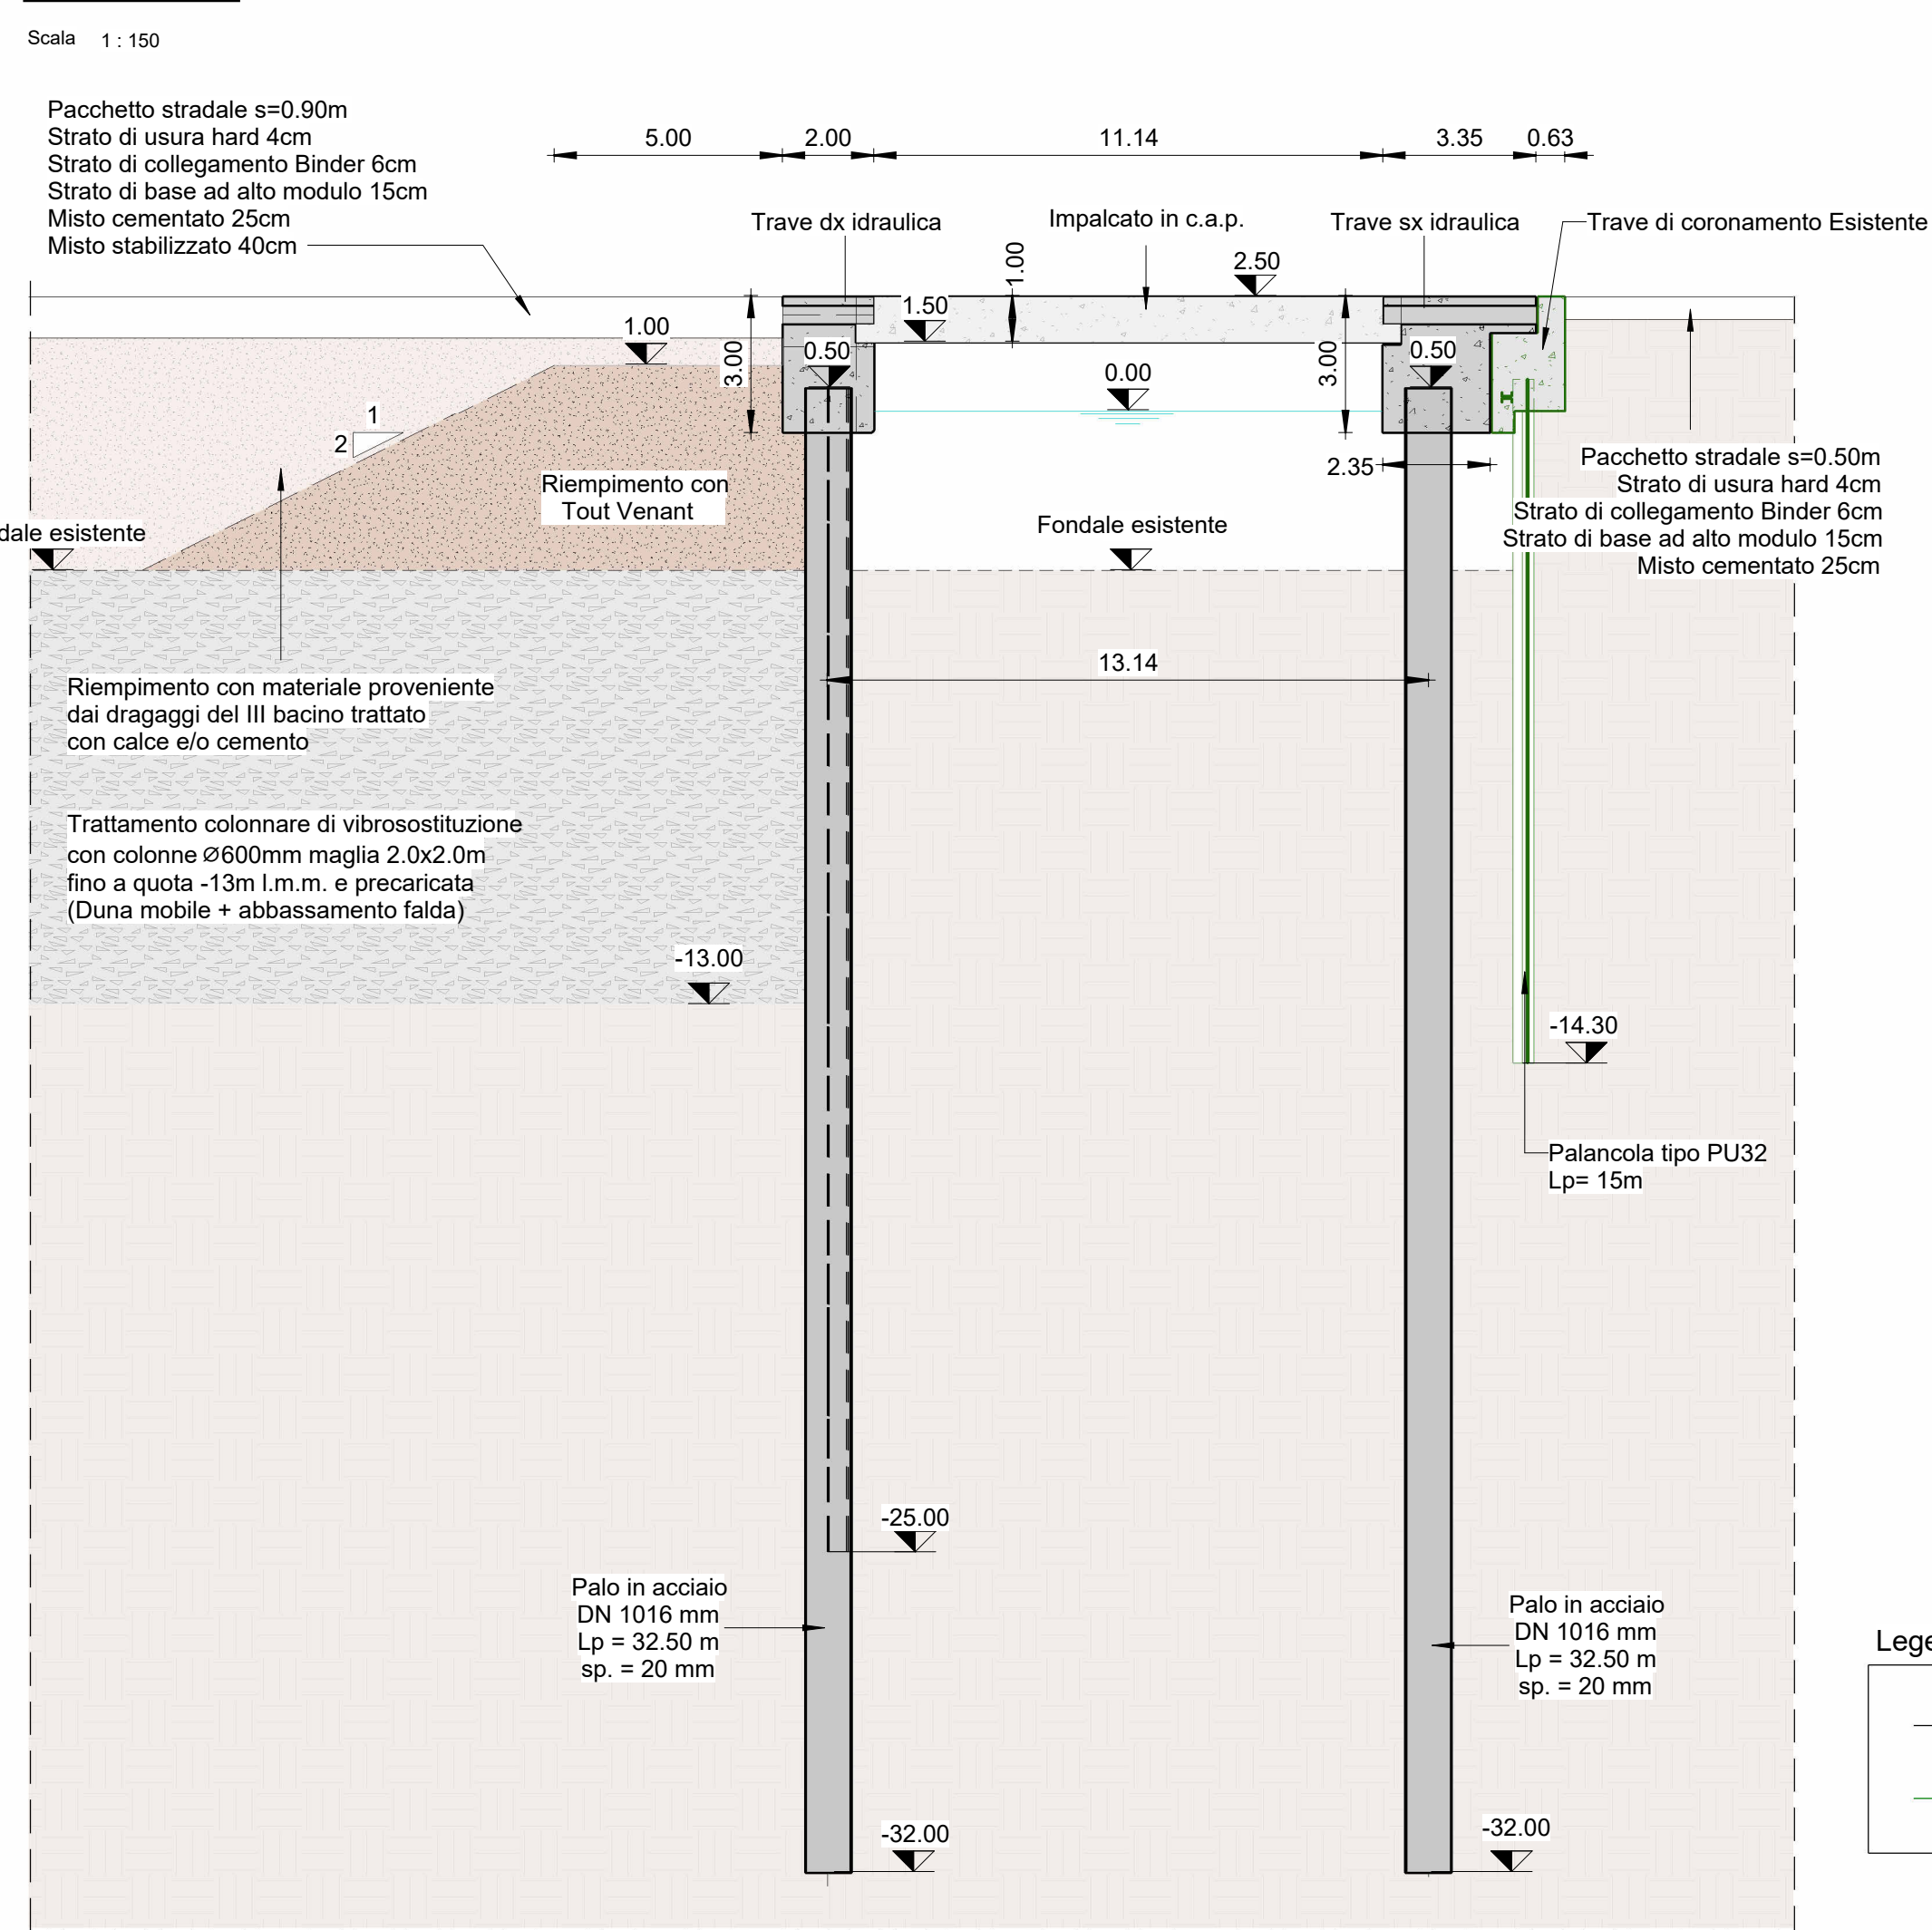 Scala 1 : 150
Pacchetto stradale s=0.90m
Strato di usura hard 4cm
Strato di collegamento Binder 6cm
Strato di base ad alto modulo 15cm
Misto cementato 25cm
Misto stabilizzato 40cm
5.00
2.00
11.14
3.35
0.63
Trave dx idraulica
Impalcato in c.a.p.
Trave sx idraulica
Trave di coronamento Esistente
1.00
2.50
1.50
1.00
3.00
0.50
0.00
3.00
0.50
1
2
2.35
Riempimento con
Tout Venant
Fondale esistente
dale esistente
Pacchetto stradale s=0.50m
Strato di usura hard 4cm
Strato di collegamento Binder 6cm
Strato di base ad alto modulo 15cm
Misto cementato 25cm
13.14
Riempimento con materiale proveniente
dai dragaggi del III bacino trattato
con calce e/o cemento
Trattamento colonnare di vibrosostituzione
con colonne Ø600mm maglia 2.0x2.0m
fino a quota -13m l.m.m. e precaricata
(Duna mobile + abbassamento falda)
-13.00
-14.30
Palancola tipo PU32
Lp= 15m
-25.00
Palo in acciaio
DN 1016 mm
Lp = 32.50 m
sp. = 20 mm
Palo in acciaio
DN 1016 mm
Lp = 32.50 m
sp. = 20 mm
Lege
-32.00
-32.00